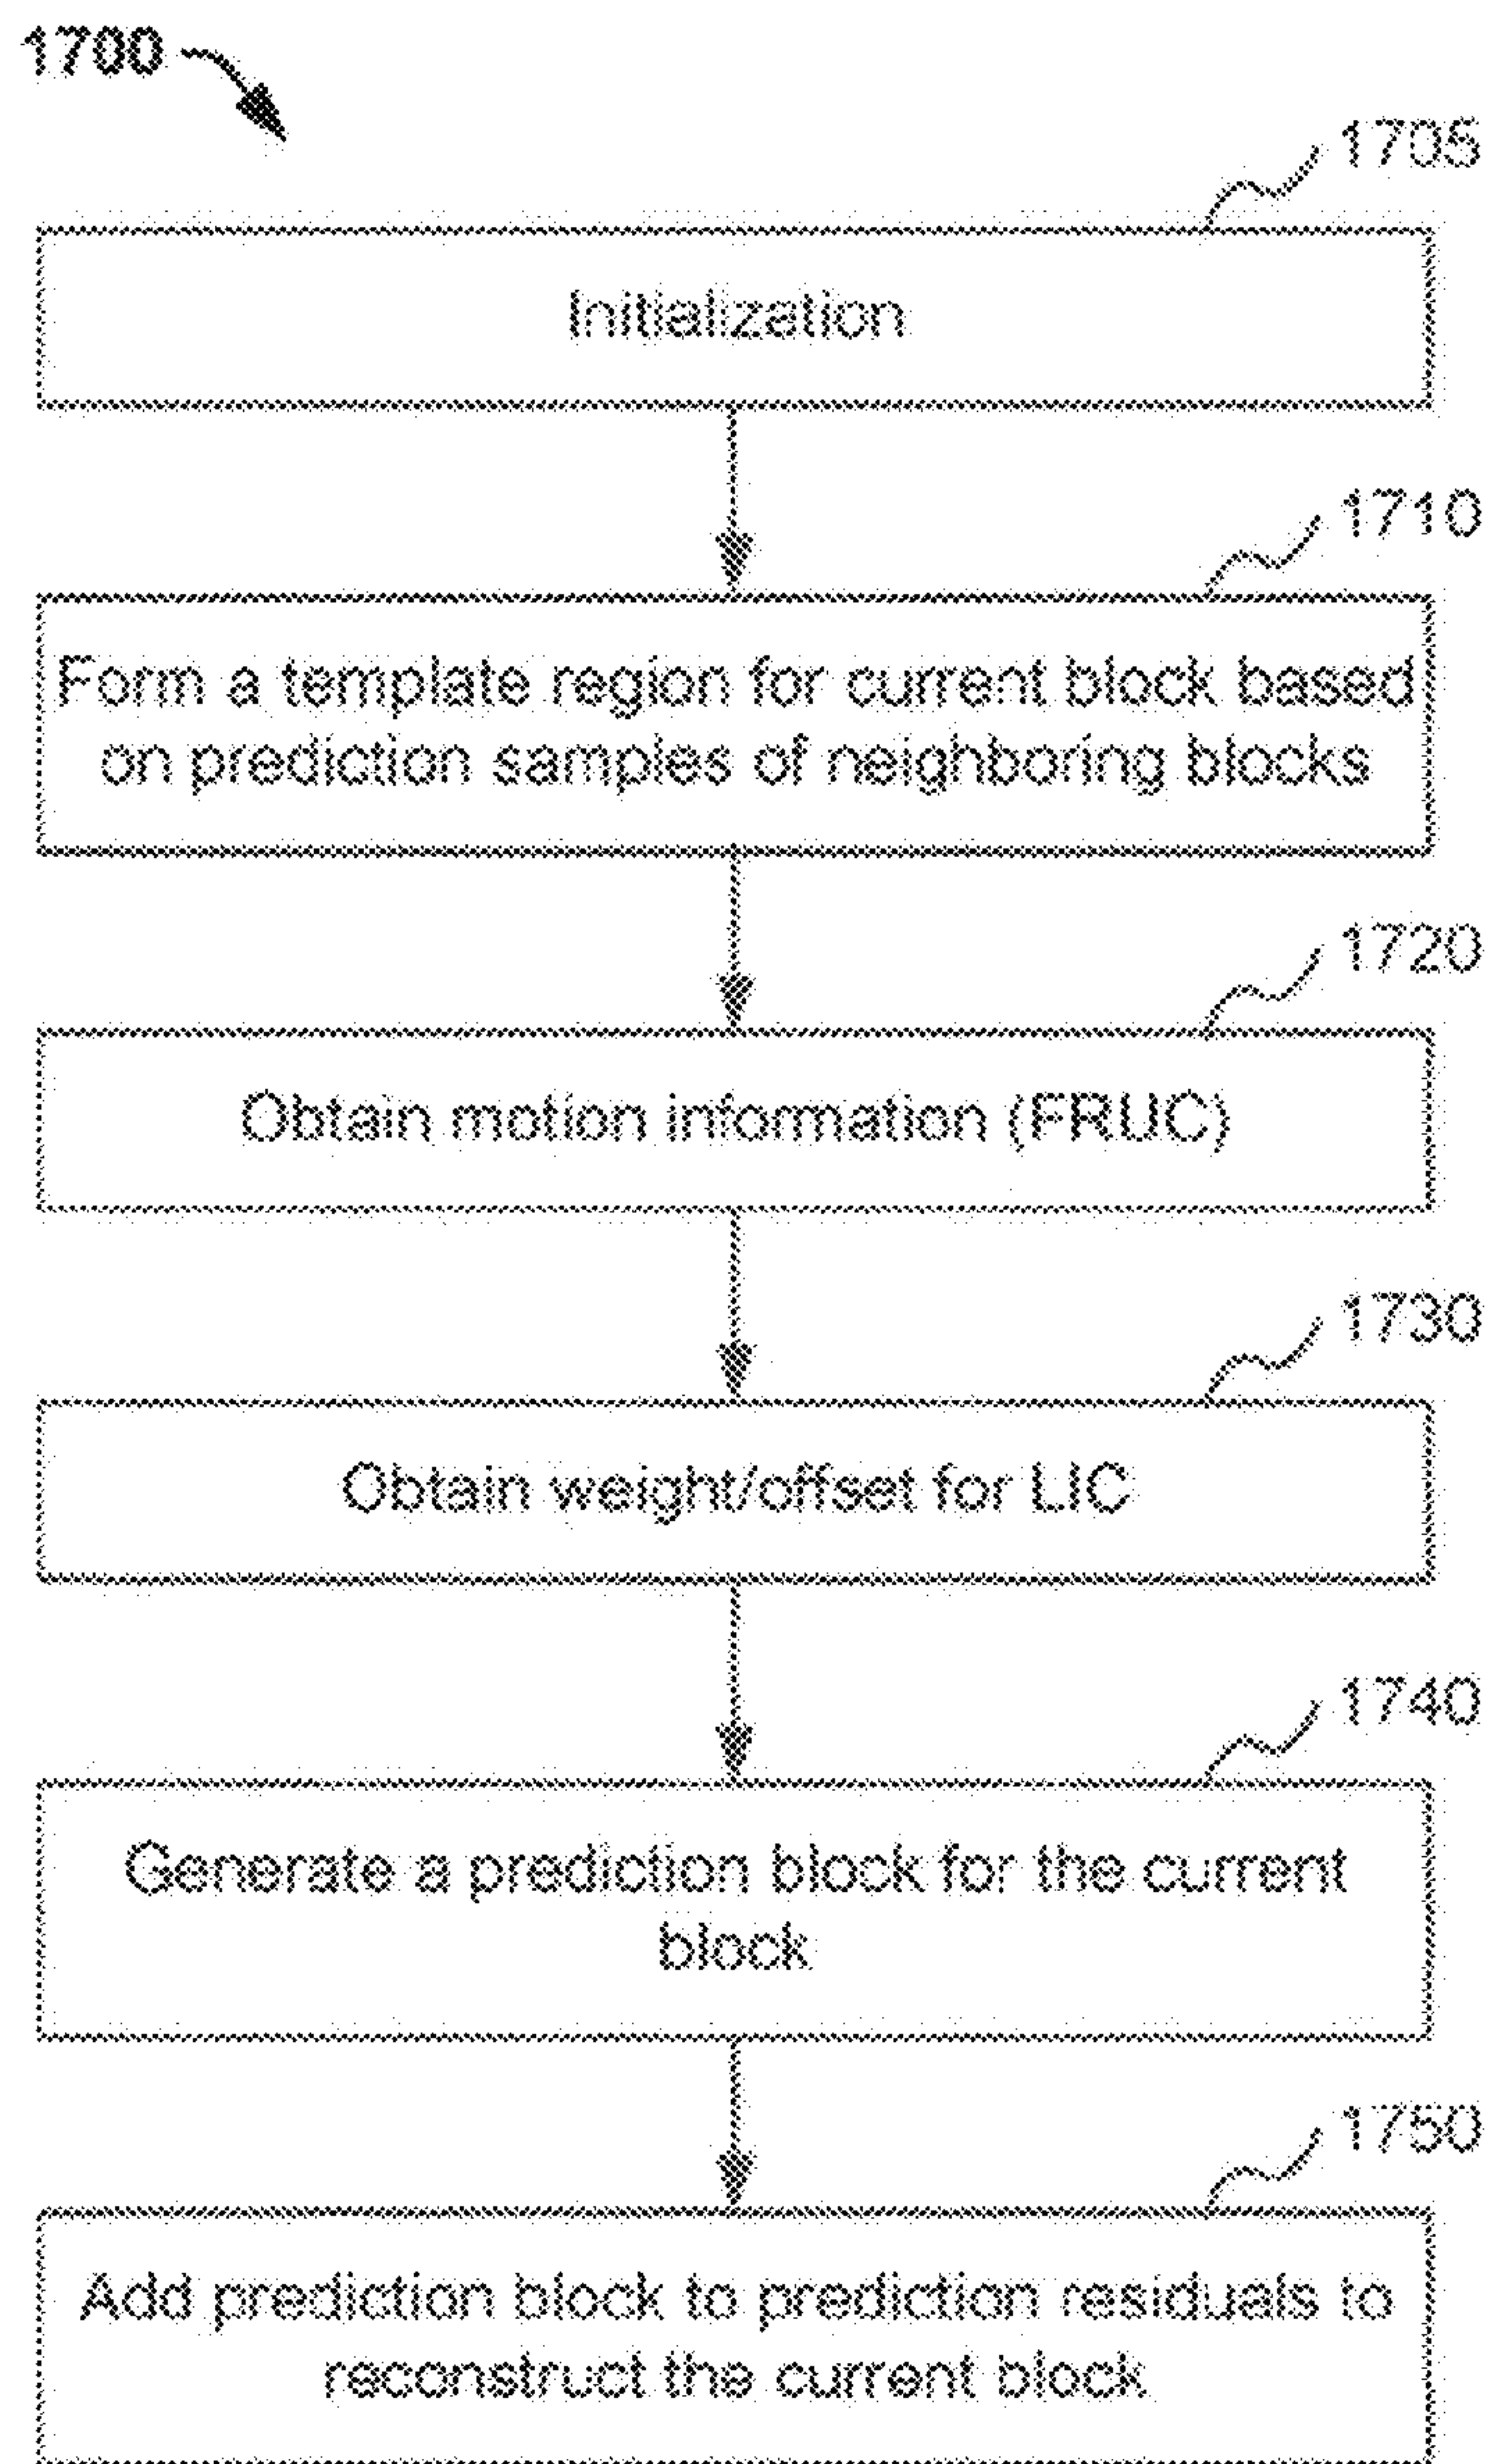 1700
1705
Initialization
1710
Form a template region for current block based
on prediction samples of neighboring blocks
1720
Obtain motion information (FRUC)
1730
Obtain weight/offset for LIC
1740
Generate a prediction block for the current
block
1750
Add prediction block to prediction residuals to
reconstruct the current block